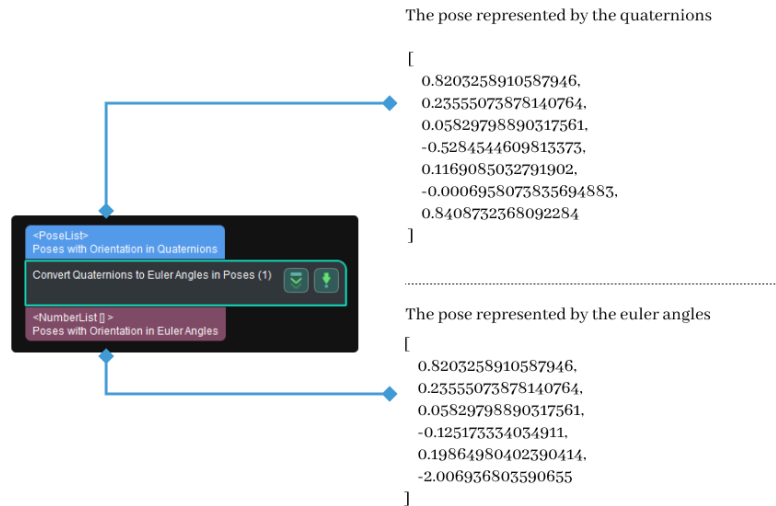 The pose represented by the quaternions
[
0.8203258910587946,
0.23555073878140764,
0.05829798890317561,
-0.5284544609813373,
0.1169085032791902,
-0.0006958073835694883,
0.8408732368092284
]
<PoseList>
Poses with Orientation in Quaternions
Convert Quaternions to Euler Angles in Poses (1)
<NumberList [] >
Poses with Orientation in Euler Angles
The pose represented by the euler angles
[
0.8203258910587946,
0.23555073878140764,
0.05829798890317561,
-0.125173334034911,
0.19864980402390414,
-2.006936803590655
]